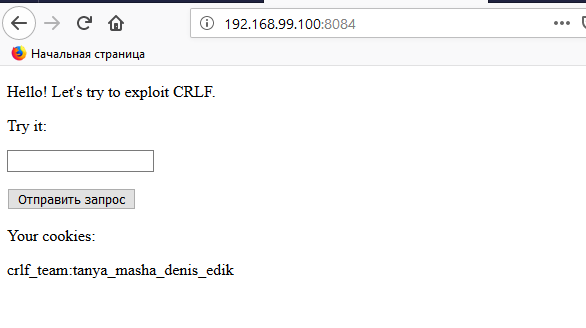 192.168.99.100:8084
Начальная страница
Hello! Let's try to exploit CRLF.
Try it:
Отправить запрос
Your cookies:
crlf_team:tanya_masha_denis_edik